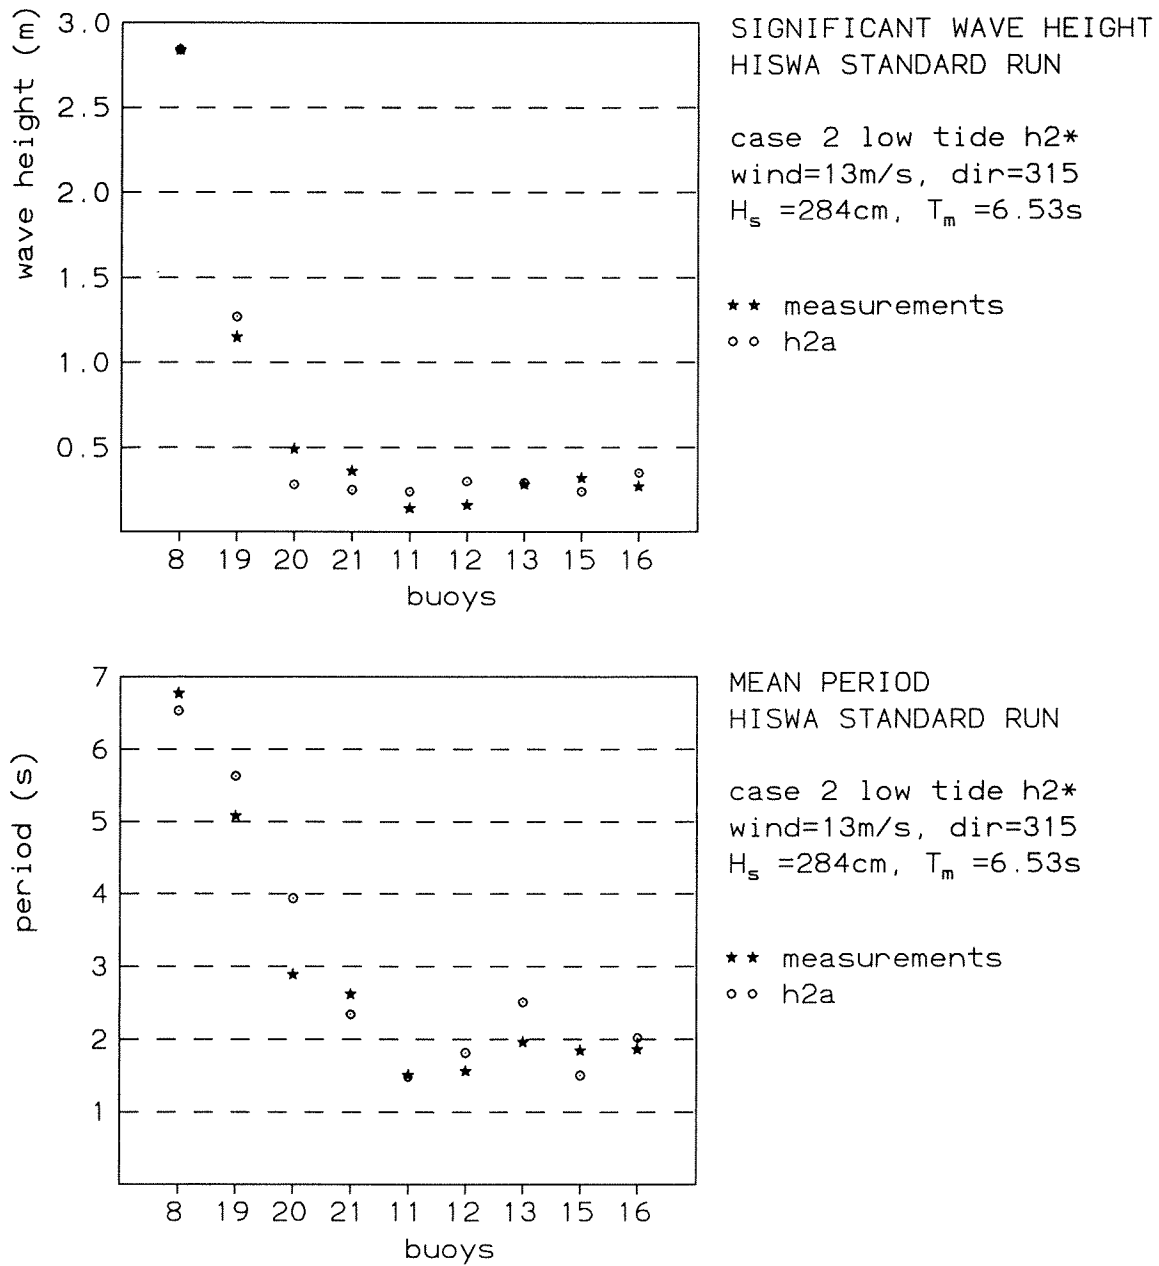 SIGNIFICANT WAVE HEIGHT
HISWA STANDARD RUN
case 2 low tide h2*
wind=13m/s, dir=315
Hs =284cm, Tm =6.53s
★ ★ measurements
○ ○ h2a
wave height (m)
3.0
2.5
2.0
1.5
1.0
0.5
8 19 20 21 11 12 13 15 16
buoys
MEAN PERIOD
HISWA STANDARD RUN
case 2 low tide h2*
wind=13m/s, dir=315
Hs =284cm, Tm =6.53s
★ ★ measurements
○ ○ h2a
period (s)
7
6
5
4
3
2
1
8 19 20 21 11 12 13 15 16
buoys